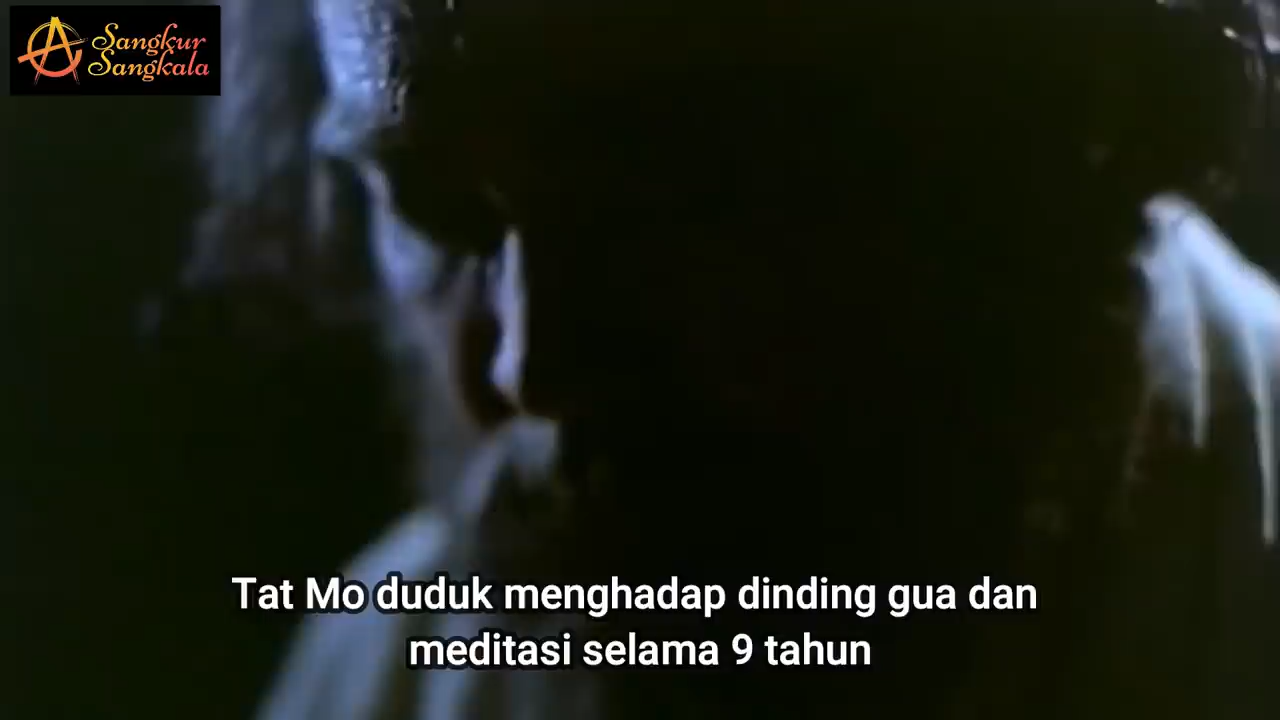 Sangkur
Sangkala
Tat Mo duduk menghadap dinding gua dan
meditasi selama 9 tahun